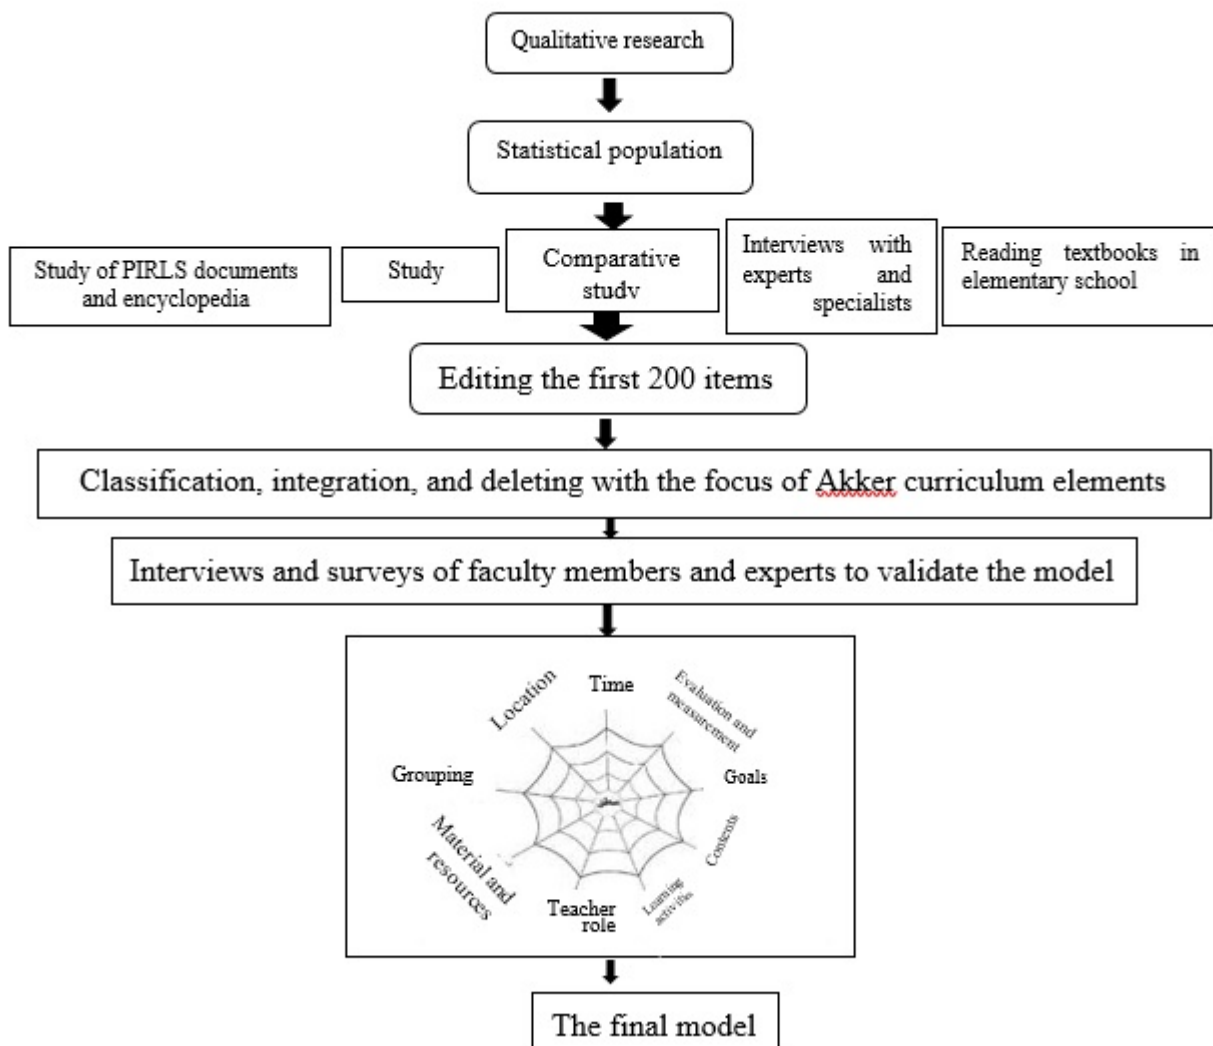 Qualitative research
Statistical population
Study of PIRLS documents
and encyclopedia
Study
Comparative
study
Interviews with
experts and
specialists
Reading textbooks in
elementary school
Editing the first 200 items
Classification, integration, and deleting with the focus of Akker curriculum elements
Interviews and surveys of faculty members and experts to validate the model
Time
Evaluation and
measurement
Goals
Contents
Learning
activities
Teacher
role
Material and
resources
Grouping
Location
The final model